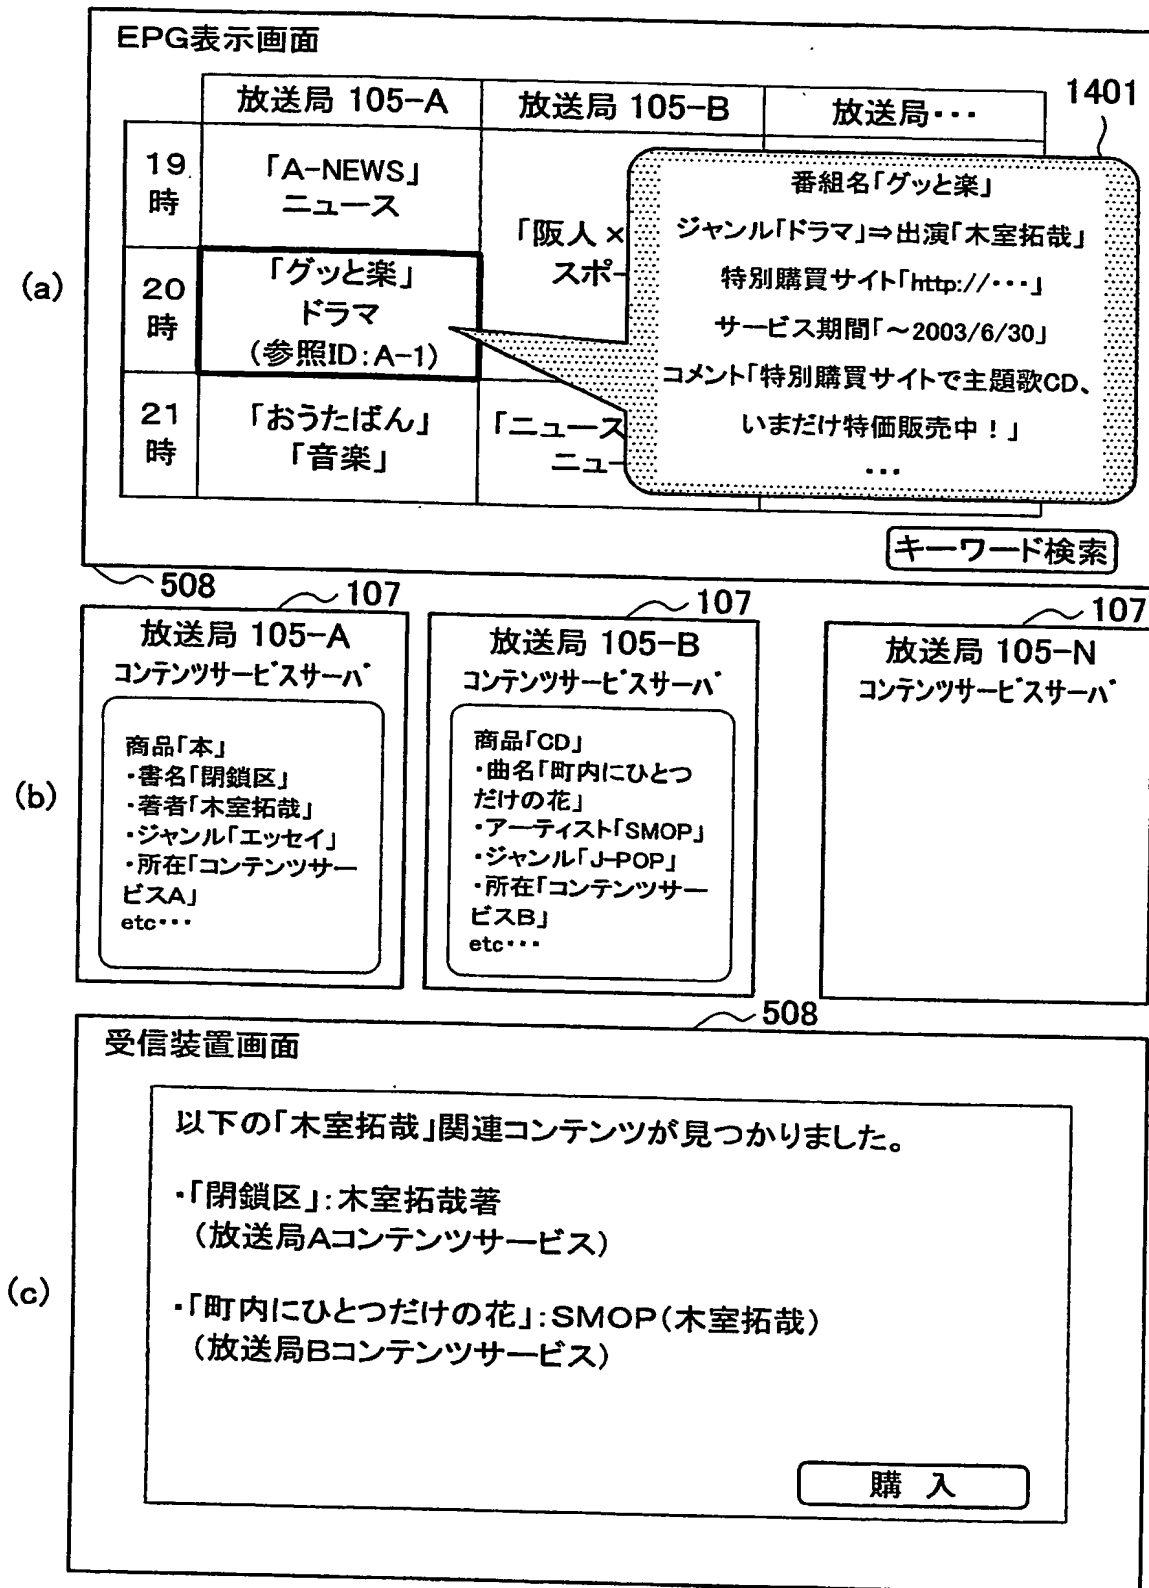 EPG表示画面
放送局 105-A
放送局 105-B
放送局・・・
1401
19時
「A-NEWS」
ニュース
「阪人×
スポー
20時
「グッと楽」
ドラマ
(参照ID:A-1)
21時
「おうたばん」
「音楽」
「ニュース
ニュー
番組名「グッと楽」
ジャンル「ドラマ」⇒出演「木室拓哉」
特別購買サイト「http://・・・」
サービス期間「～2003/6/30」
コメント「特別購買サイトで主題歌CD、
いまだけ特価販売中！」
・・・
キーワード検索
(a)
508
107
放送局 105-A
コンテンツサービスサーバ
商品「本」
・書名「閉鎖区」
・著者「木室拓哉」
・ジャンル「エッセイ」
・所在「コンテンツサー
ビスA」
etc・・・
107
放送局 105-B
コンテンツサービスサーバ
商品「CD」
・曲名「町内にひとつ
だけの花」
・アーティスト「SMOP」
・ジャンル「J-POP」
・所在「コンテンツサー
ビスB」
etc・・・
107
放送局 105-N
コンテンツサービスサーバ
(b)
508
受信装置画面
以下の「木室拓哉」関連コンテンツが見つかりました。
・「閉鎖区」:木室拓哉著
(放送局Aコンテンツサービス)
・「町内にひとつだけの花」:SMOP(木室拓哉)
(放送局Bコンテンツサービス)
購 入
(c)